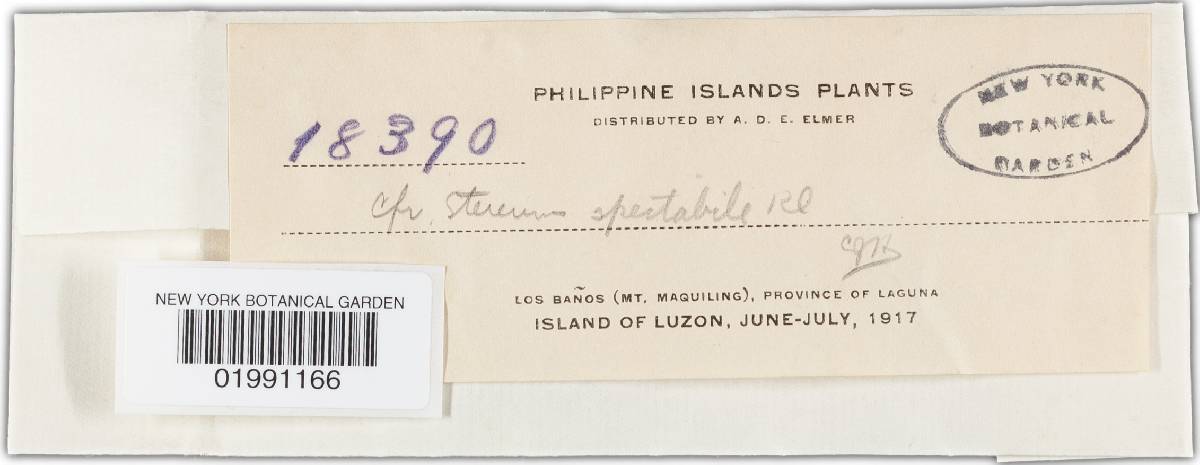 PHILIPPINE ISLANDS PLANTS
DISTRIBUTED BY A. D. E. ELMER
NEW YORK
BOTANICAL
GARDEN
18390
cfr. Stereum spectabile Kl
LOS BAÑOS (MT. MAQUILING), PROVINCE OF LAGUNA
ISLAND OF LUZON, JUNE-JULY, 1917
NEW YORK BOTANICAL GARDEN
01991166